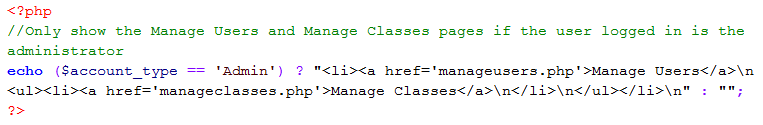 <?php
//Only show the Manage Users and Manage Classes pages if the user logged in is the
administrator
echo ($account_type == 'Admin') ? "<li><a href='manageusers.php'>Manage Users</a>\n
<ul><li><a href='manageclasses.php'>Manage Classes</a>\n</li>\n</ul></li>\n" : "";
?>